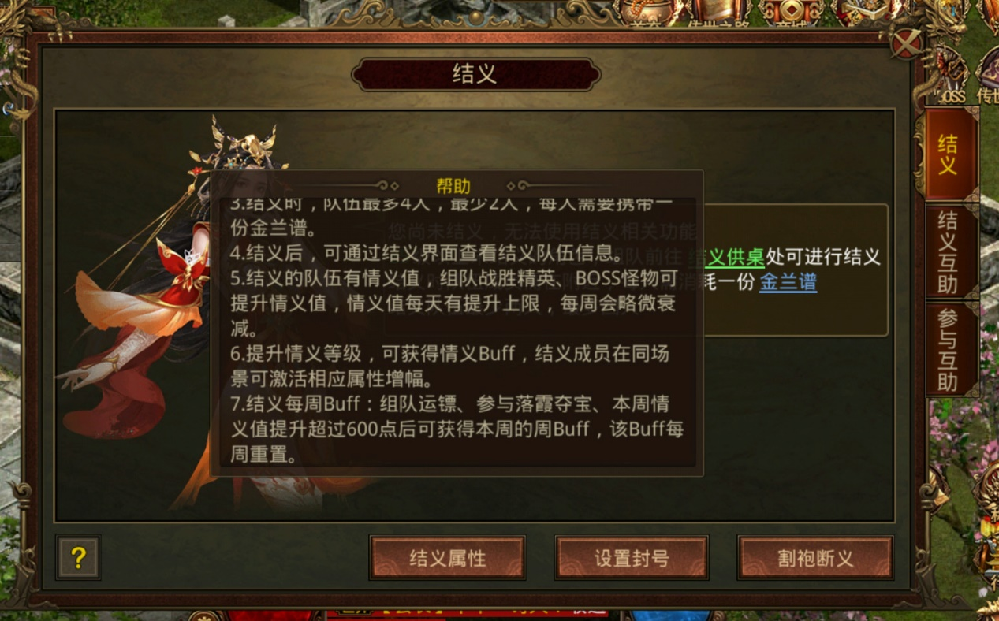 结义
帮助
3.结义时，队伍最多4人，最少2人，每人需要携带一
份金兰谱。
4.结义后，可通过结义界面查看结义队伍信息。
5.结义的队伍有情义值，组队战胜精英、BOSS怪物可
提升情义值，情义值每天有提升上限，每周会略微衰
减。
6.提升情义等级，可获得情义Buff，结义成员在同场
景可激活相应属性增幅。
7.结义每周Buff：组队运镖、参与落霞夺宝、本周情
义值提升超过600点后可获得本周的周Buff，该Buff每
周重置。
您尚未结义，无法使用结义相关功能
队前往 结义供桌处可进行结义
消耗一份 金兰谱
结义
结义互助
参与互助
?
结义属性
设置封号
割袍断义